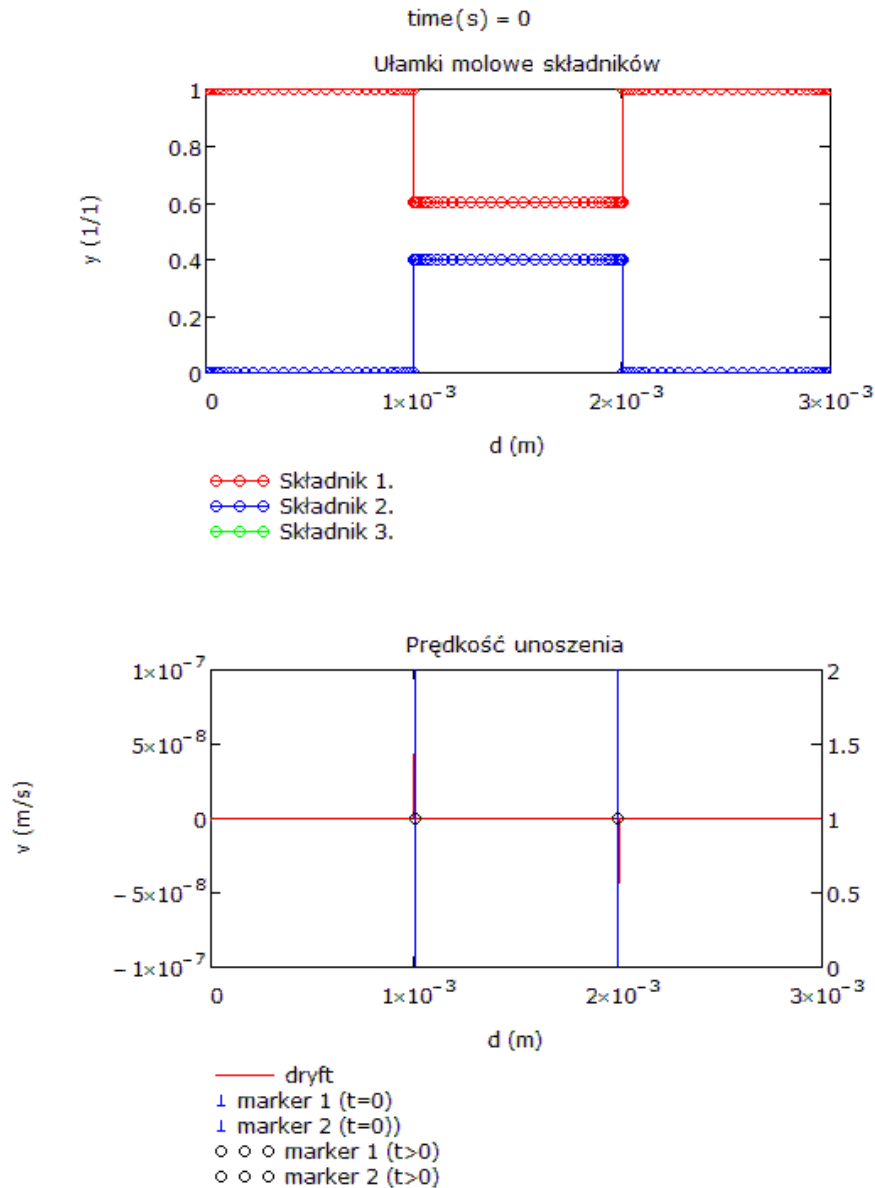 time(s) = 0
Ułamki molowe składników
1
0.8
0.6
0.4
0.2
0
y (1/1)
0 1×10⁻³ 2×10⁻³ 3×10⁻³
d (m)
Składnik 1.
Składnik 2.
Składnik 3.
Prędkość unoszenia
1×10⁻⁷ 2
5×10⁻⁸ 1.5
0 1
−5×10⁻⁸ 0.5
−1×10⁻⁷ 0
v (m/s)
0 1×10⁻³ 2×10⁻³ 3×10⁻³
d (m)
dryft
marker 1 (t=0)
marker 2 (t=0))
marker 1 (t>0)
marker 2 (t>0)